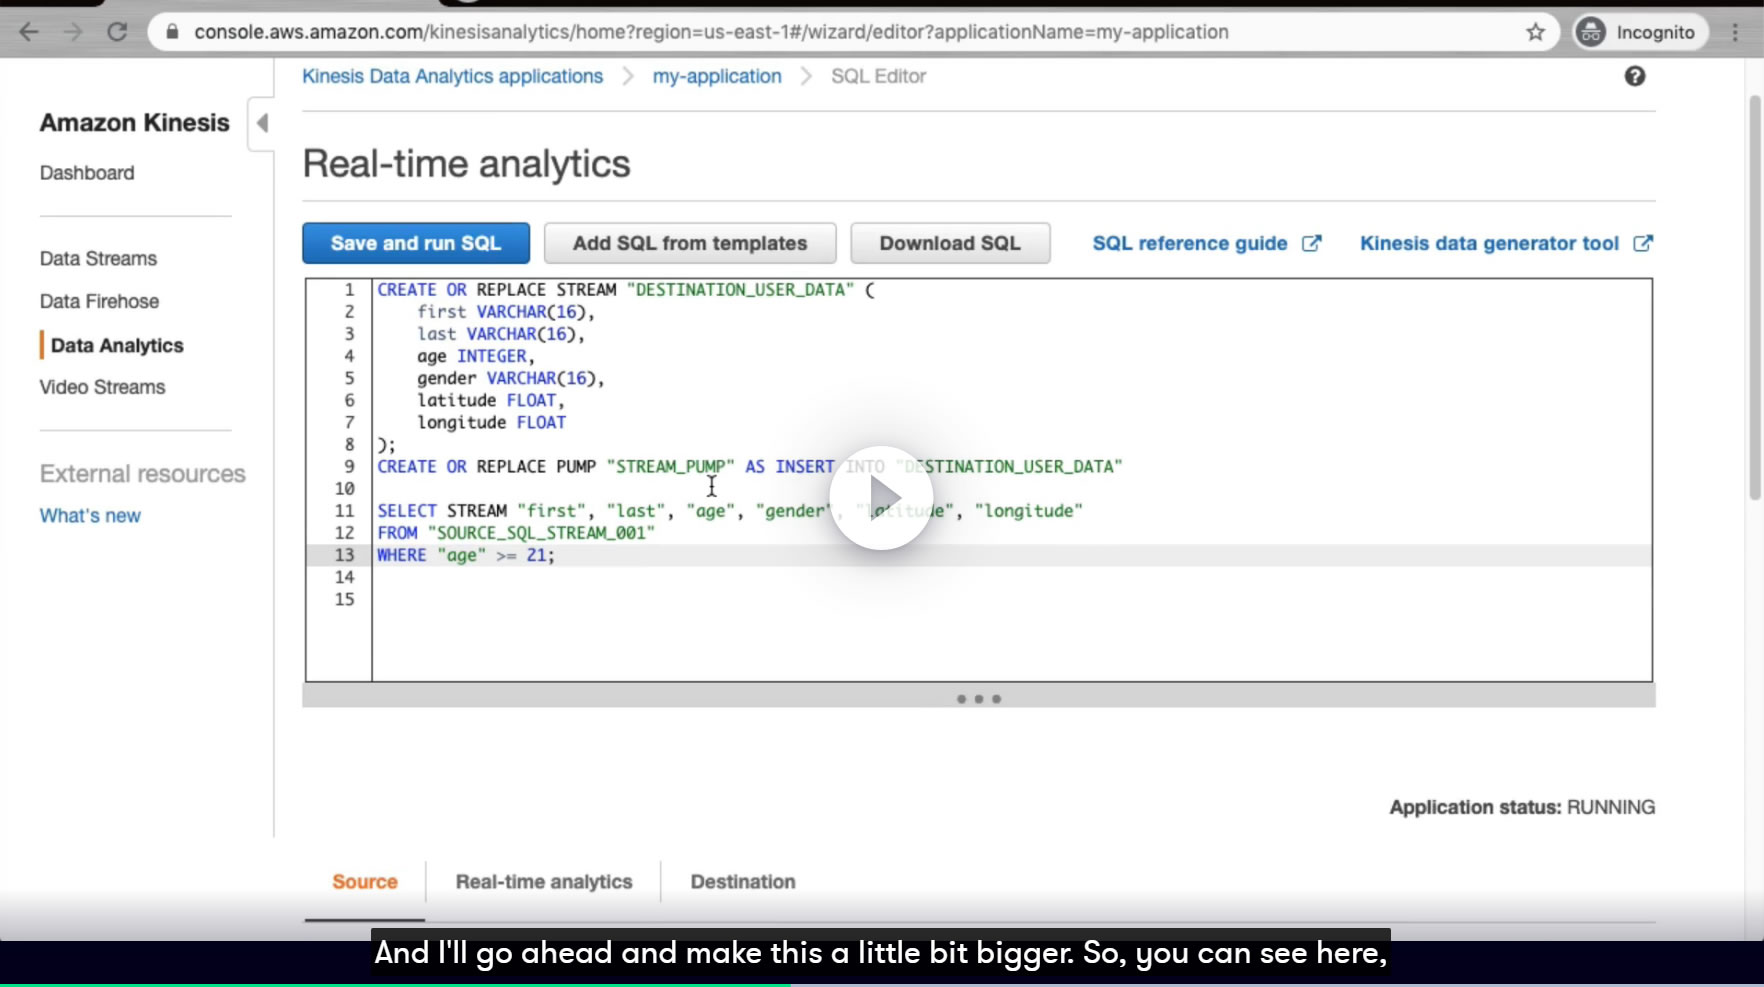 console.aws.amazon.com/kinesisanalytics/home?region=us-east-1#/wizard/editor?applicationName=my-application
Incognito
Kinesis Data Analytics applications
my-application
SQL Editor
Amazon Kinesis
Dashboard
Data Streams
Data Firehose
Data Analytics
Video Streams
External resources
What's new
Real-time analytics
Save and run SQL
Add SQL from templates
Download SQL
SQL reference guide
Kinesis data generator tool
1 CREATE OR REPLACE STREAM "DESTINATION_USER_DATA" (
2 first VARCHAR(16),
3 last VARCHAR(16),
4 age INTEGER,
5 gender VARCHAR(16),
6 latitude FLOAT,
7 longitude FLOAT
8 );
9 CREATE OR REPLACE PUMP "STREAM_PUMP" AS INSERT INTO "DESTINATION_USER_DATA"
10
11 SELECT STREAM "first", "last", "age", "gender", "latitude", "longitude"
12 FROM "SOURCE_SQL_STREAM_001"
13 WHERE "age" >= 21;
14
15
Application status: RUNNING
Source
Real-time analytics
Destination
And I'll go ahead and make this a little bit bigger. So, you can see here,